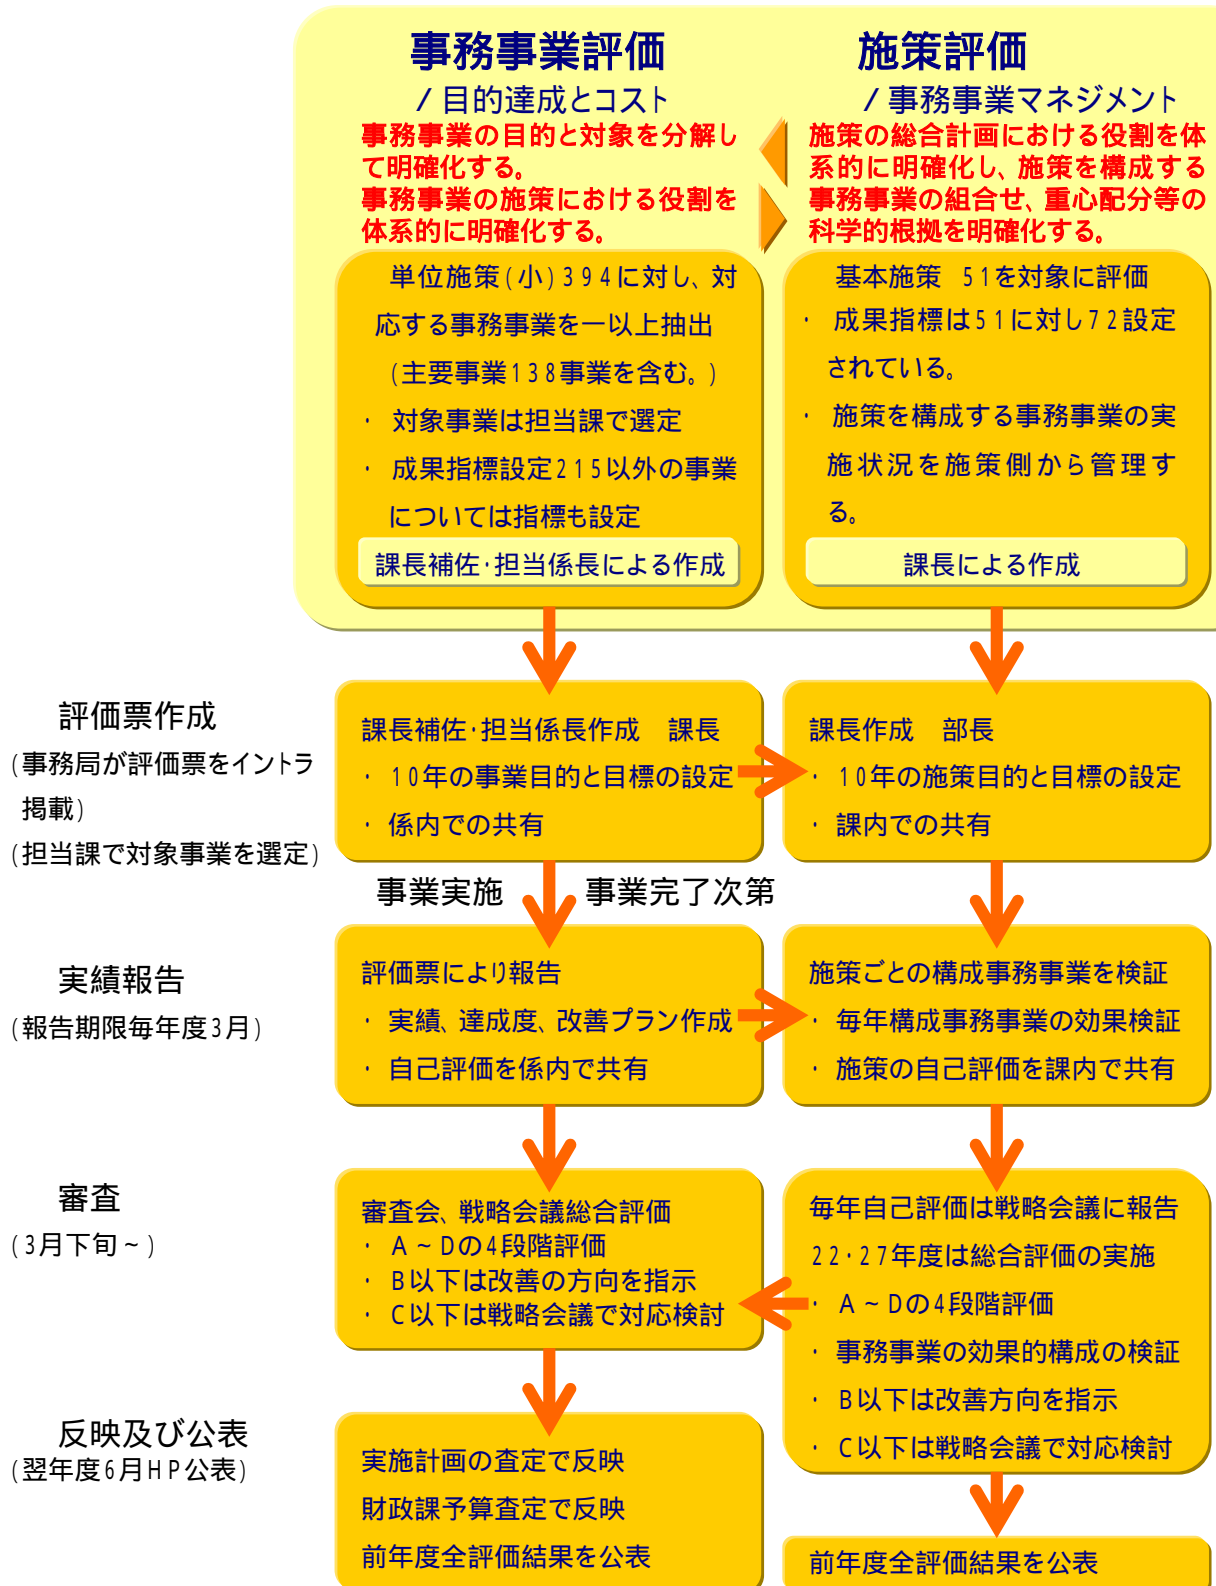 事務事業評価
/目的達成とコスト
事務事業の目的と対象を分解し
て明確化する。
事務事業の施策における役割を
体系的に明確化する。
単位施策(小)394に対し、対
応する事務事業を一以上抽出
(主要事業138事業を含む。)
・ 対象事業は担当課で選定
・ 成果指標設定215以外の事業
については指標も設定
課長補佐・担当係長による作成
施策評価
/事務事業マネジメント
施策の総合計画における役割を体
系的に明確化し、施策を構成する
事務事業の組合せ、重心配分等の
科学的根拠を明確化する。
基本施策 51を対象に評価
・ 成果指標は51に対し72設定
されている。
・ 施策を構成する事務事業の実
施状況を施策側から管理す
る。
課長による作成
評価票作成
(事務局が評価票をイントラ
掲載)
(担当課で対象事業を選定)
課長補佐・担当係長作成 課長
・ 10年の事業目的と目標の設定
・ 係内での共有
課長作成 部長
・ 10年の施策目的と目標の設定
・ 課内での共有
事業実施 事業完了次第
実績報告
(報告期限毎年度3月)
評価票により報告
・ 実績、達成度、改善プラン作成
・ 自己評価を係内で共有
施策ごとの構成事務事業を検証
・ 毎年構成事務事業の効果検証
・ 施策の自己評価を課内で共有
審査
(3月下旬~)
審査会、戦略会議総合評価
・ A~Dの4段階評価
・ B以下は改善の方向を指示
・ C以下は戦略会議で対応検討
毎年自己評価は戦略会議に報告
22・27年度は総合評価の実施
・ A~Dの4段階評価
・ 事務事業の効果的構成の検証
・ B以下は改善方向を指示
・ C以下は戦略会議で対応検討
反映及び公表
(翌年度6月HP公表)
実施計画の査定で反映
財政課予算査定で反映
前年度全評価結果を公表
前年度全評価結果を公表